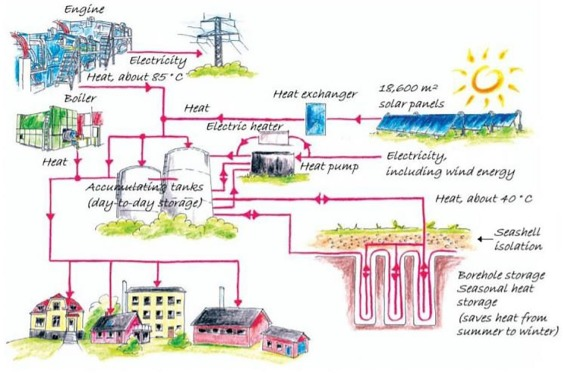 Engine
Electricity
Heat, about 85°C
Boiler
Heat
Heat exchanger
18,600 m²
solar panels
Electric heater
Heat
Heat pump
Electricity,
including wind energy
Accumulating tanks
(day-to-day storage)
Heat, about 40°C
Seashell
isolation
Borehole storage
Seasonal heat
storage
(saves heat from
summer to winter)